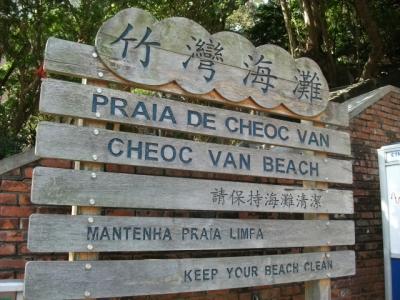 竹灣海灘
PRAIA DE CHEOC VAN
CHEOC VAN BEACH
請保持海灘清潔
MANTENHA PRAIA LIMPA
KEEP YOUR BEACH CLEAN